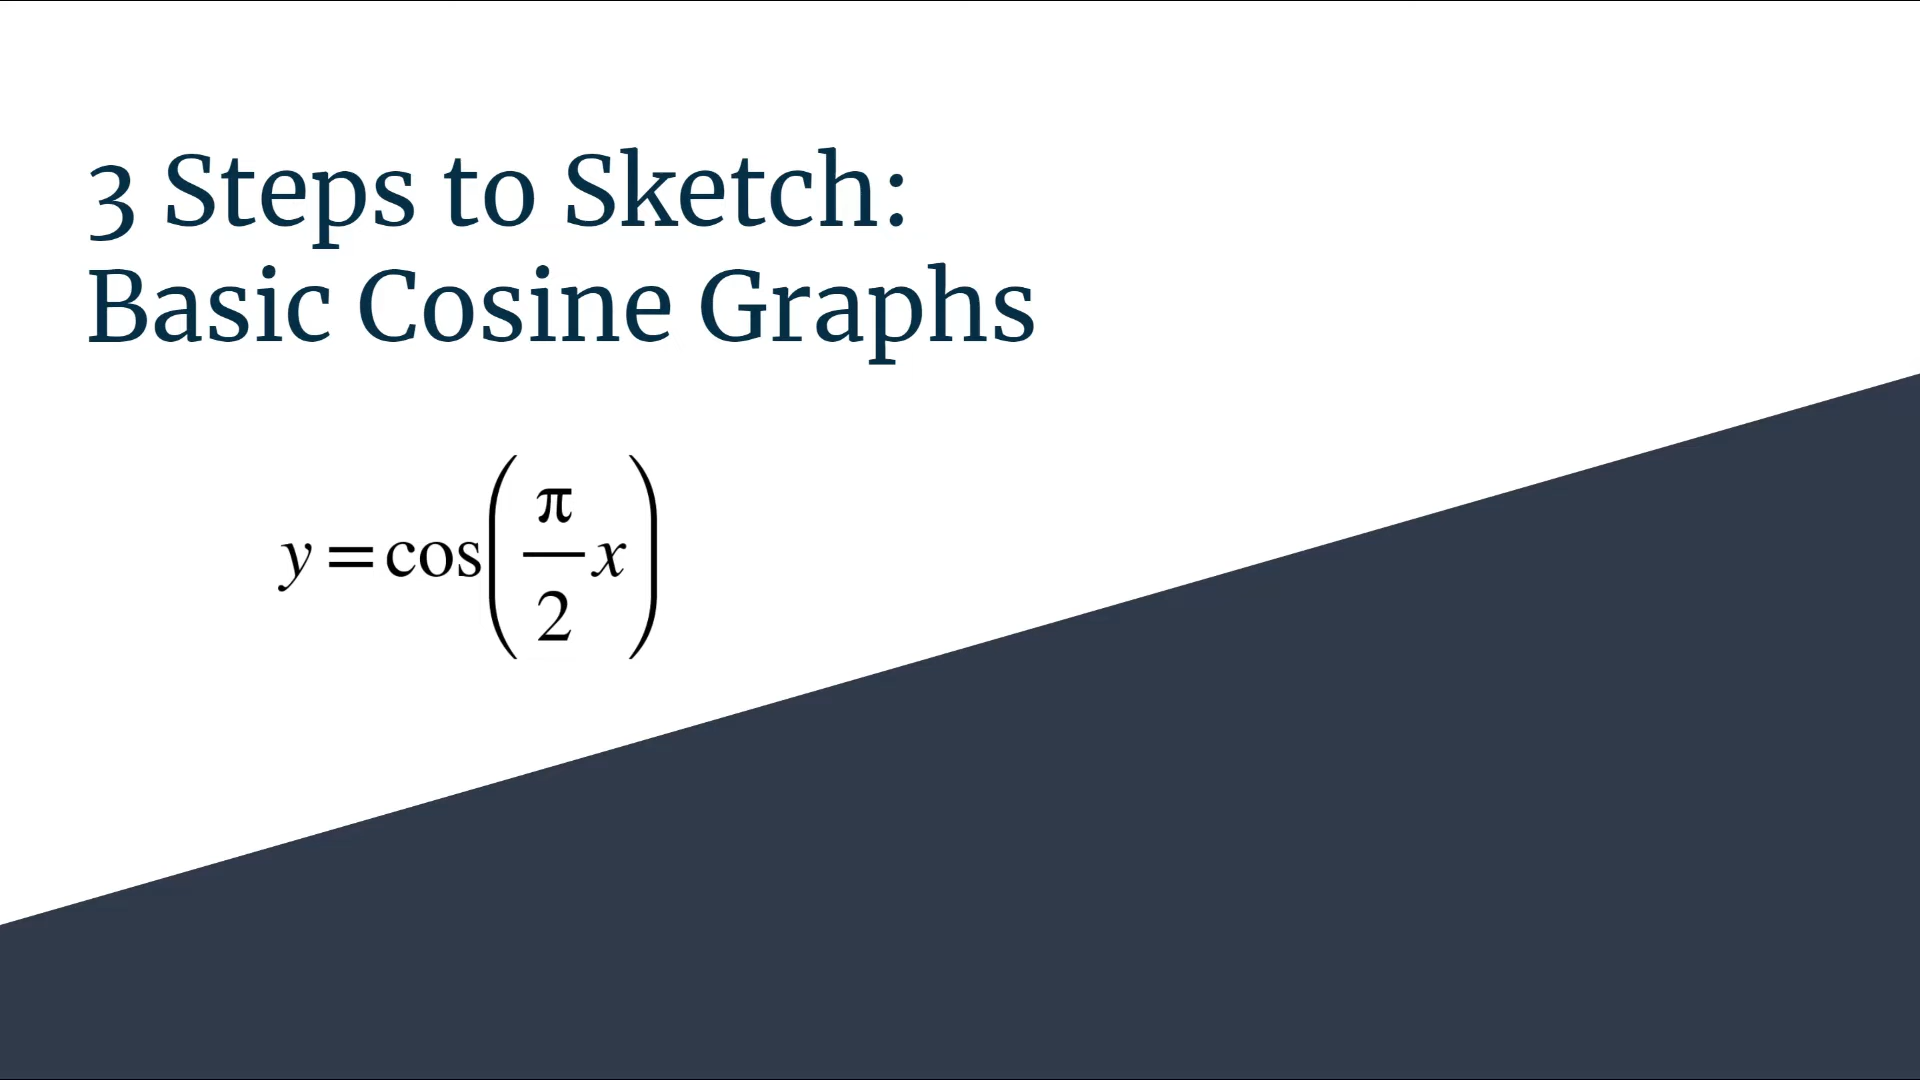 3 Steps to Sketch:
Basic Cosine Graphs
y = cos(π/2 x)